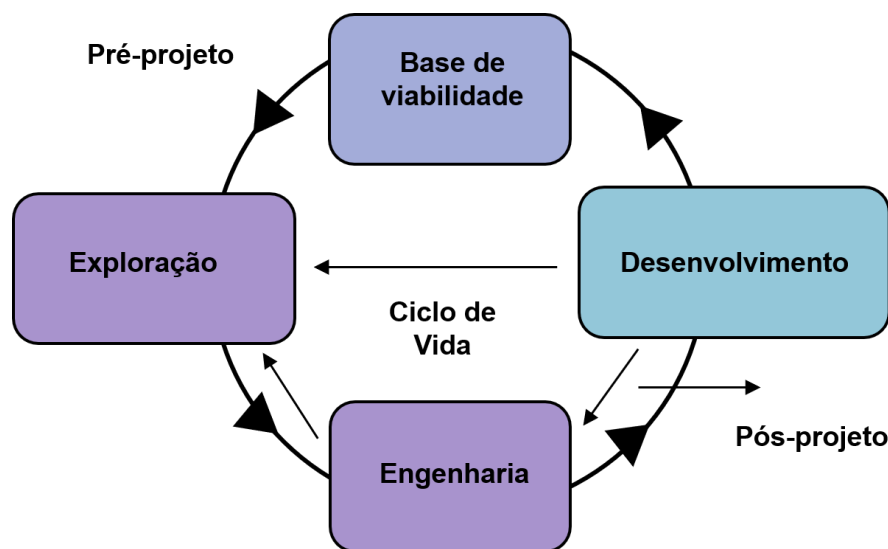 Pré-projeto
Base de
viabilidade
Exploração
Desenvolvimento
Ciclo de
Vida
Engenharia
Pós-projeto